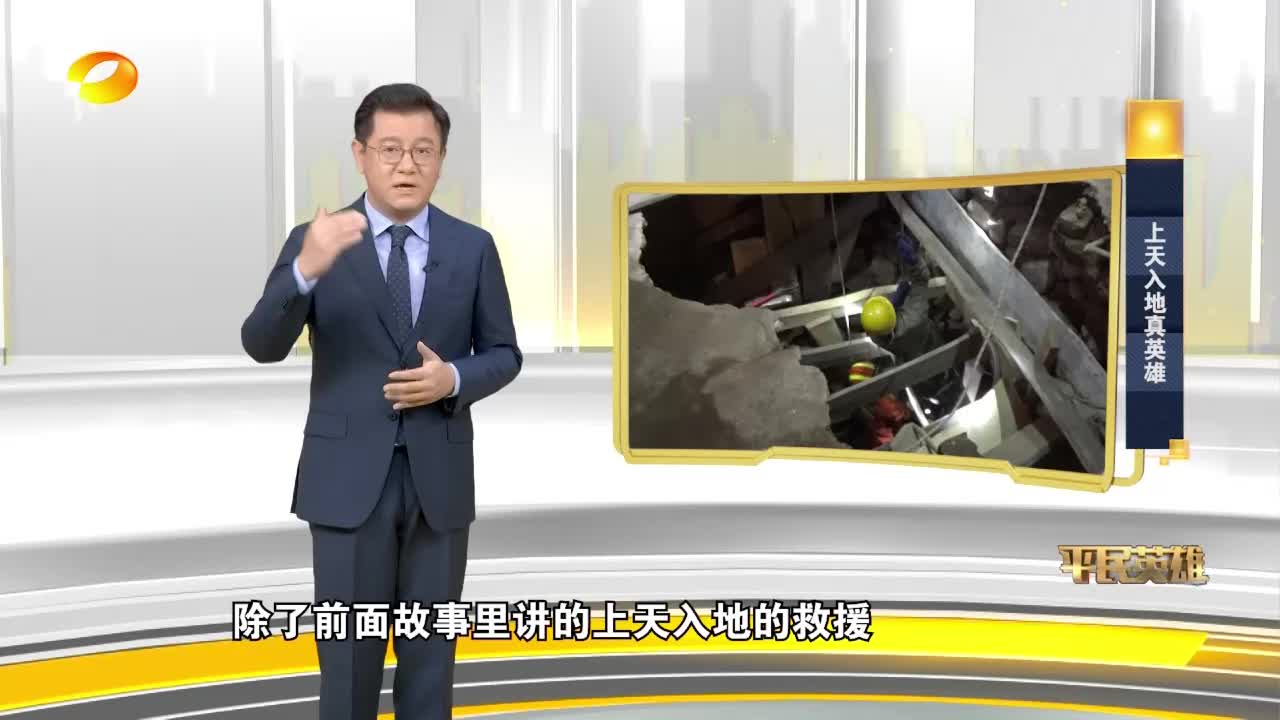 上天入地真英雄
平民英雄
除了前面故事里讲的上天入地的救援